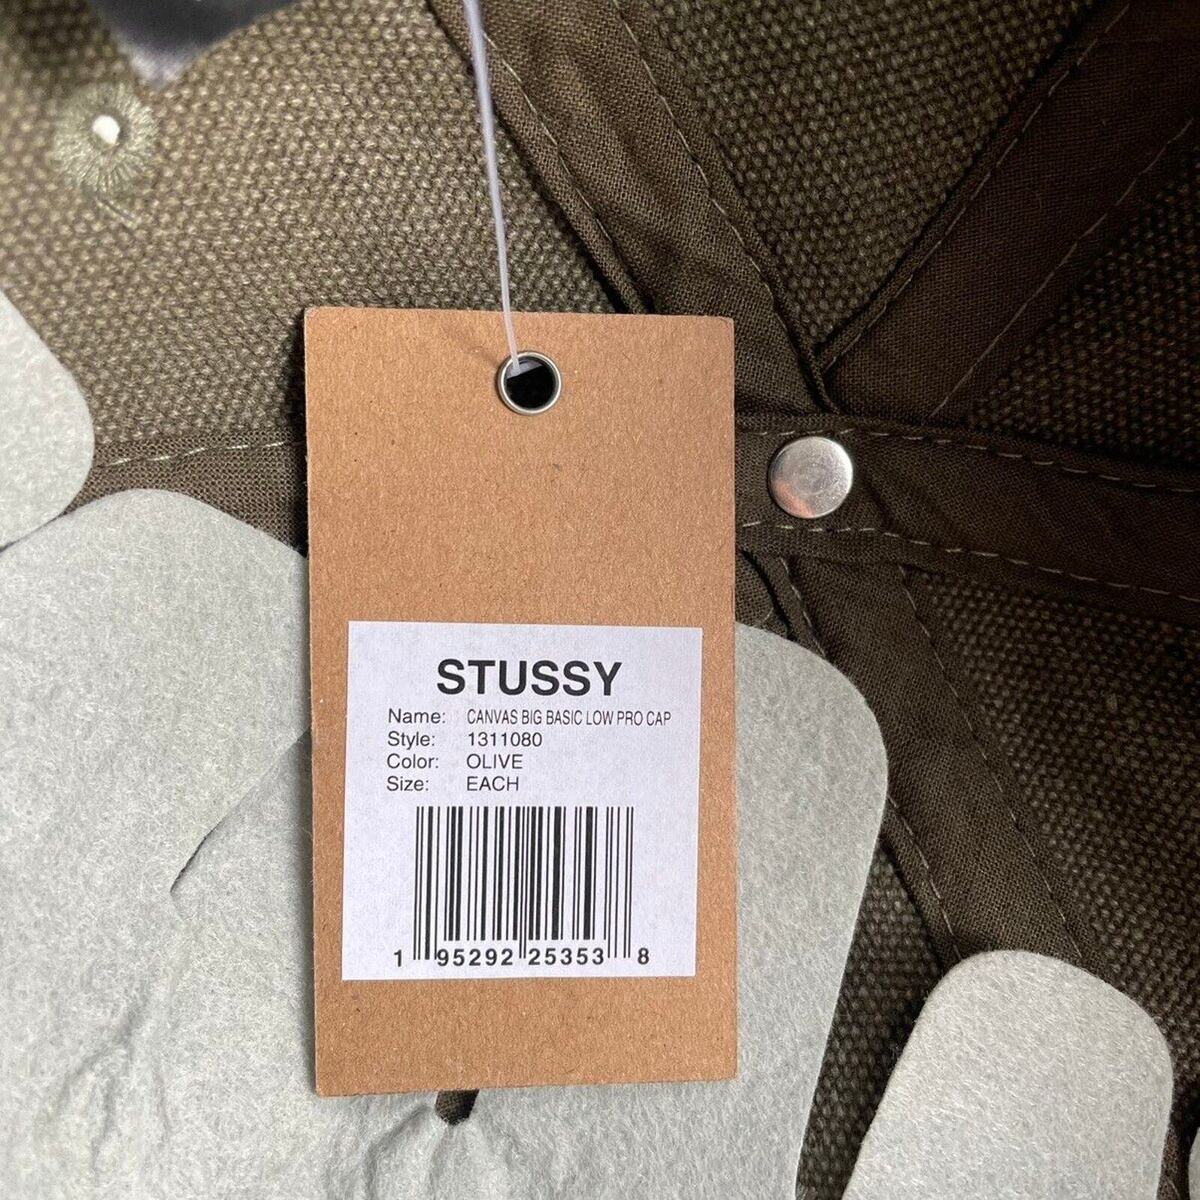 STUSSY
Name: CANVAS BIG BASIC LOW PRO CAP
Style: 1311080
Color: OLIVE
Size: EACH
1 95292 25353 8